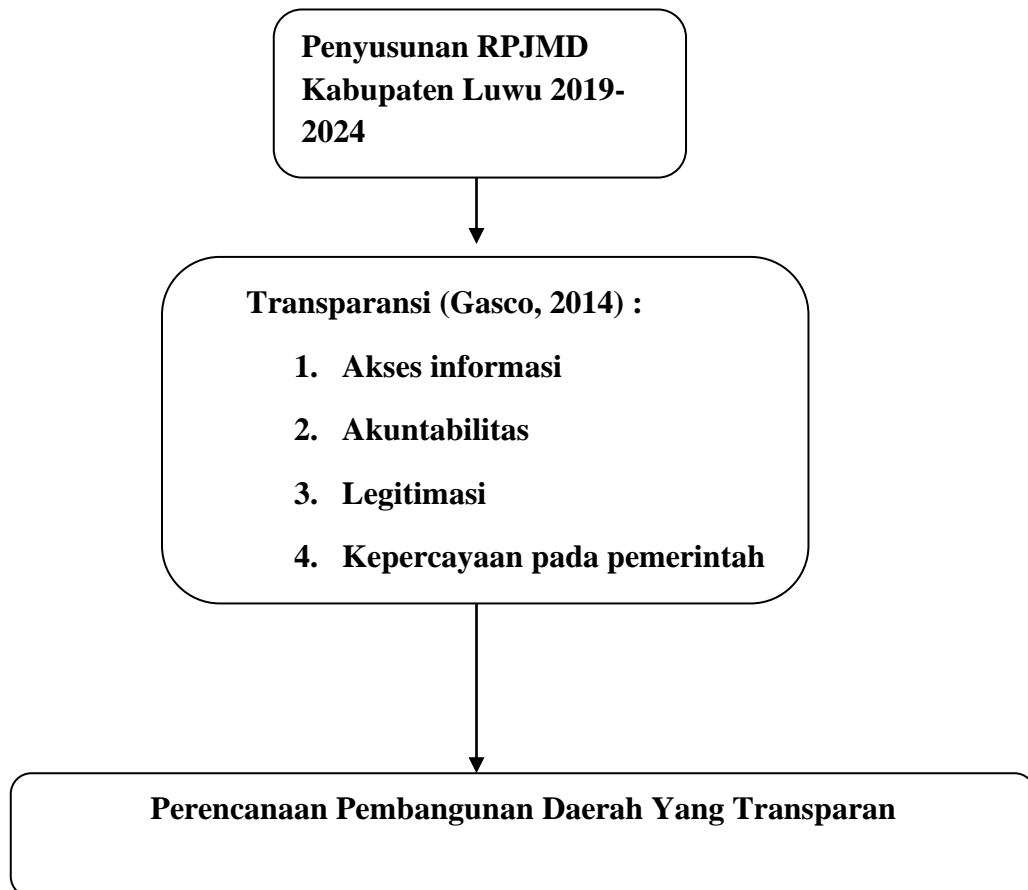 Penyusunan RPJMD
Kabupaten Luwu 2019-
2024
Transparansi (Gasco, 2014) :
1. Akses informasi
2. Akuntabilitas
3. Legitimasi
4. Kepercayaan pada pemerintah
Perencanaan Pembangunan Daerah Yang Transparan